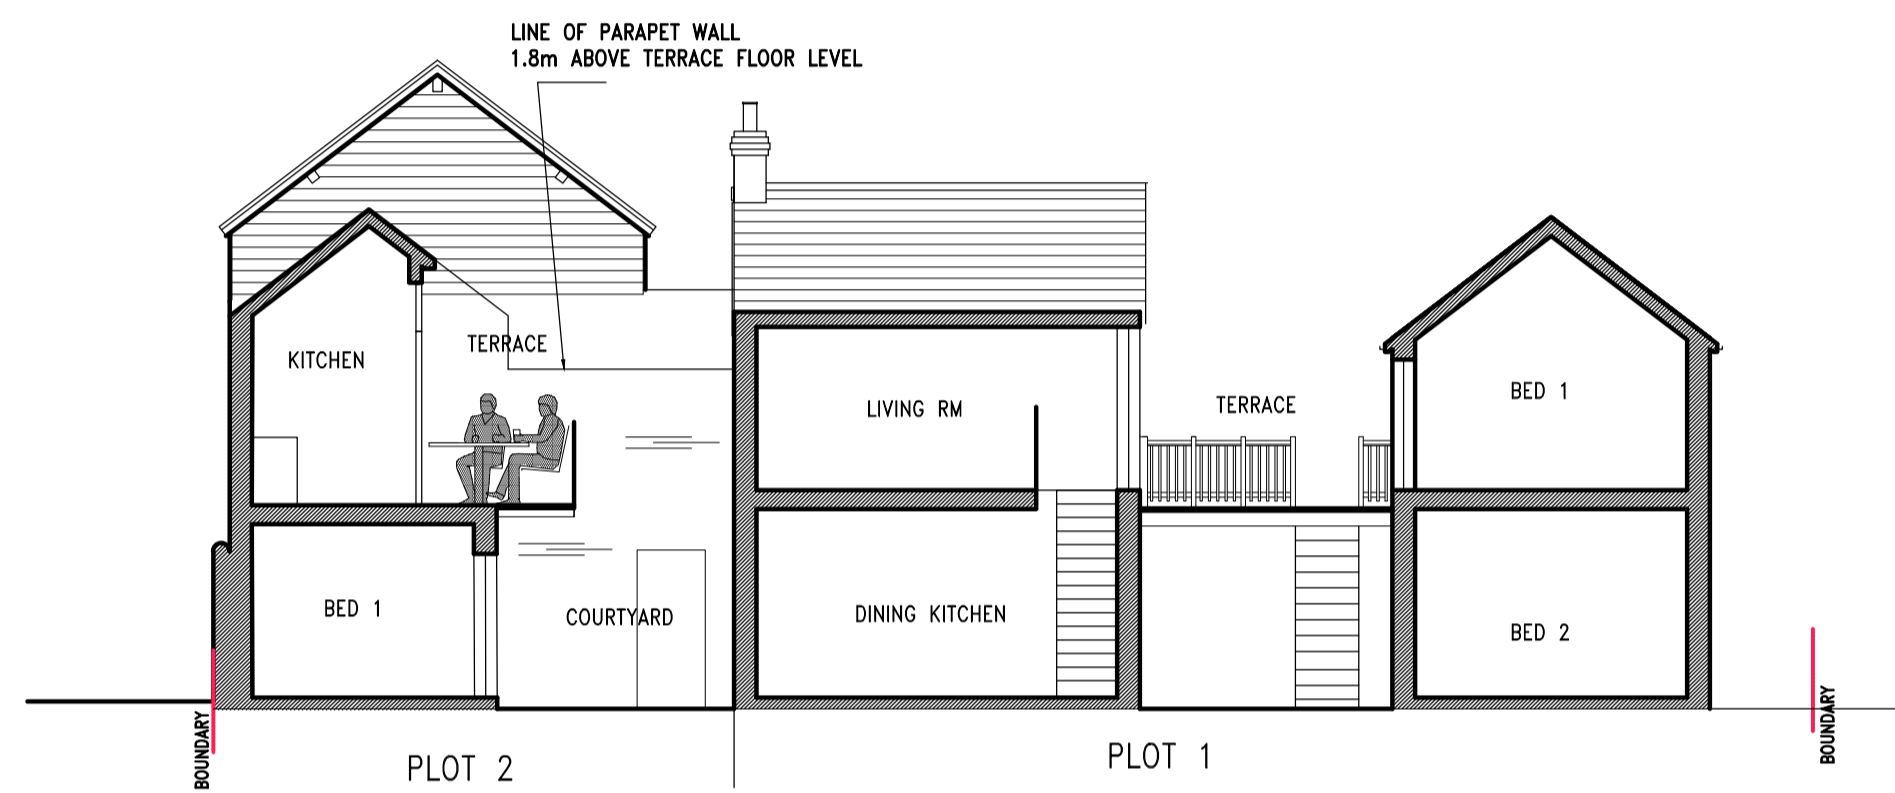 LINE OF PARAPET WALL
1.8m ABOVE TERRACE FLOOR LEVEL
TERRACE
KITCHEN
LIVING RM
TERRACE
BED 1
BED 1
COURTYARD
DINING KITCHEN
BED 2
BOUNDARY
BOUNDARY
PLOT 2
PLOT 1